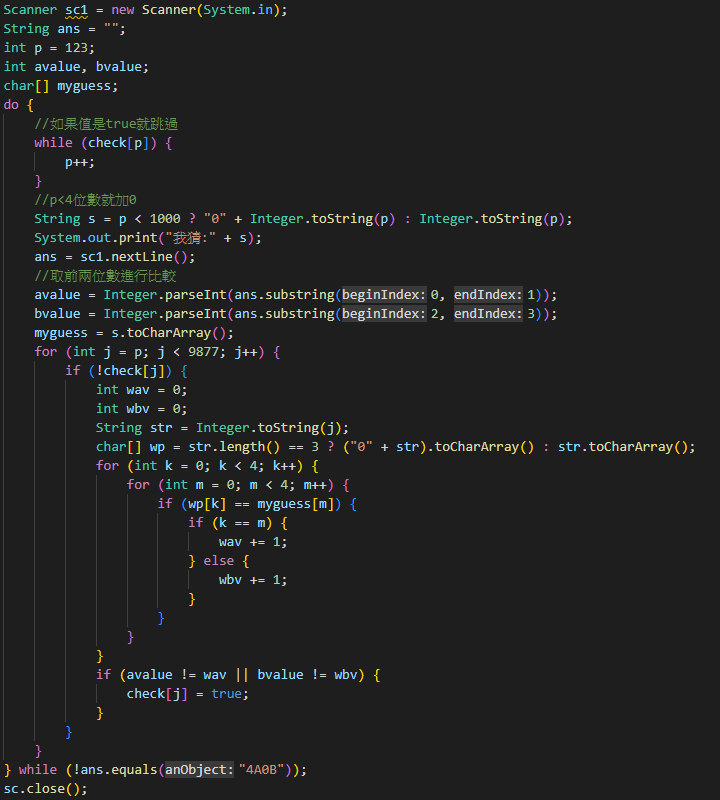 Scanner sc1 = new Scanner(System.in);
String ans = "";
int p = 123;
int avalue, bvalue;
char[] myguess;
do {
    //如果值是true就跳過
    while (check[p]) {
        p++;
    }
    //p<4位數就加0
    String s = p < 1000 ? "0" + Integer.toString(p) : Integer.toString(p);
    System.out.print("我猜:" + s);
    ans = sc1.nextLine();
    //取前兩位數進行比較
    avalue = Integer.parseInt(ans.substring(beginIndex: 0, endIndex: 1));
    bvalue = Integer.parseInt(ans.substring(beginIndex: 2, endIndex: 3));
    myguess = s.toCharArray();
    for (int j = p; j < 9877; j++) {
        if (!check[j]) {
            int wav = 0;
            int wbv = 0;
            String str = Integer.toString(j);
            char[] wp = str.length() == 3 ? ("0" + str).toCharArray() : str.toCharArray();
            for (int k = 0; k < 4; k++) {
                for (int m = 0; m < 4; m++) {
                    if (wp[k] == myguess[m]) {
                        if (k == m) {
                            wav += 1;
                        } else {
                            wbv += 1;
                        }
                    }
                }
            }
            if (avalue != wav || bvalue != wbv) {
                check[j] = true;
            }
        }
    }
} while (!ans.equals(anObject: "4A0B"));
sc.close();